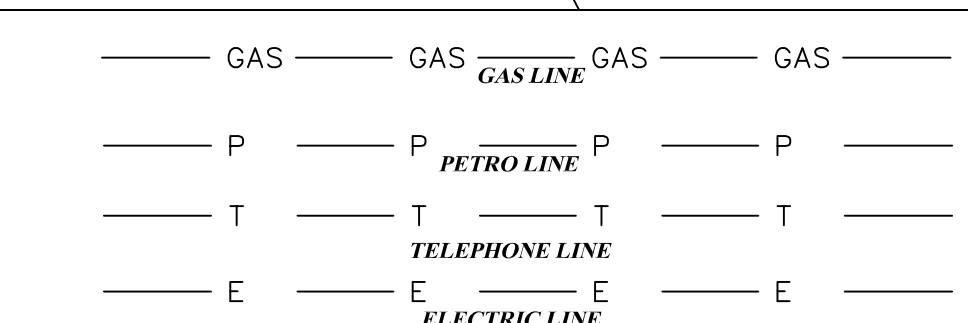 GAS GAS GAS GAS
GAS LINE
P P P P
PETRO LINE
T T T T
TELEPHONE LINE
E E E E
ELECTRIC LINE